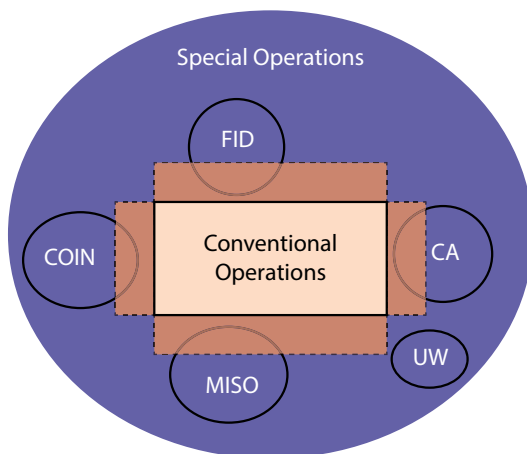 Special Operations
FID
COIN
Conventional
Operations
CA
UW
MISO